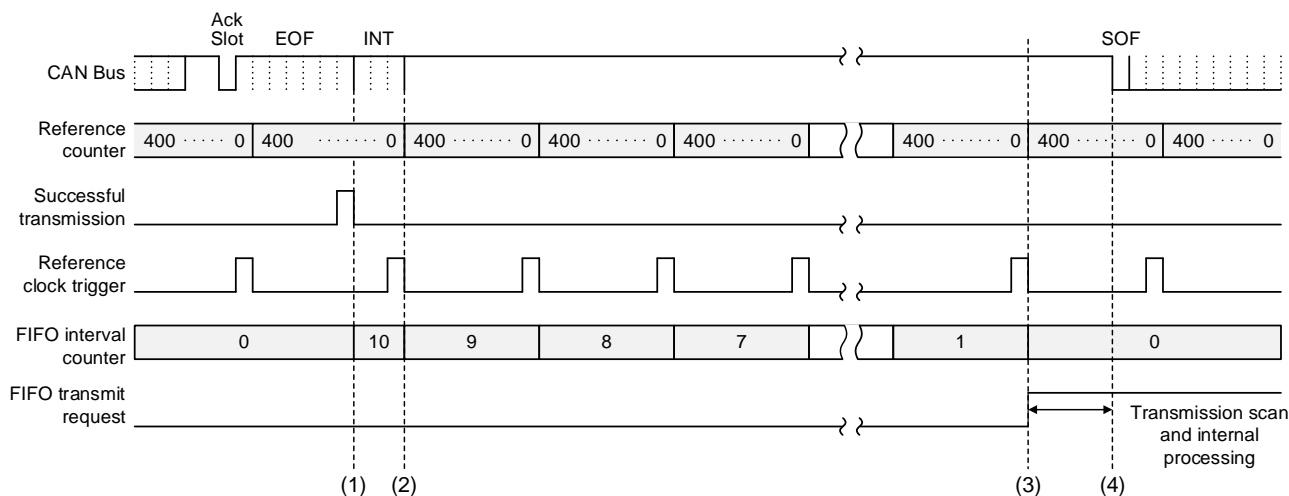 Ack
Slot
EOF
INT
SOF
CAN Bus
Reference
counter
400 ······ 0
400 ······ 0
400 ······ 0
400 ······ 0
400 ······ 0
400 ······ 0
400 ······ 0
400 ······ 0
Successful
transmission
Reference
clock trigger
FIFO interval
counter
0
10
9
8
7
1
0
FIFO transmit
request
Transmission scan
and internal
processing
(1)
(2)
(3)
(4)